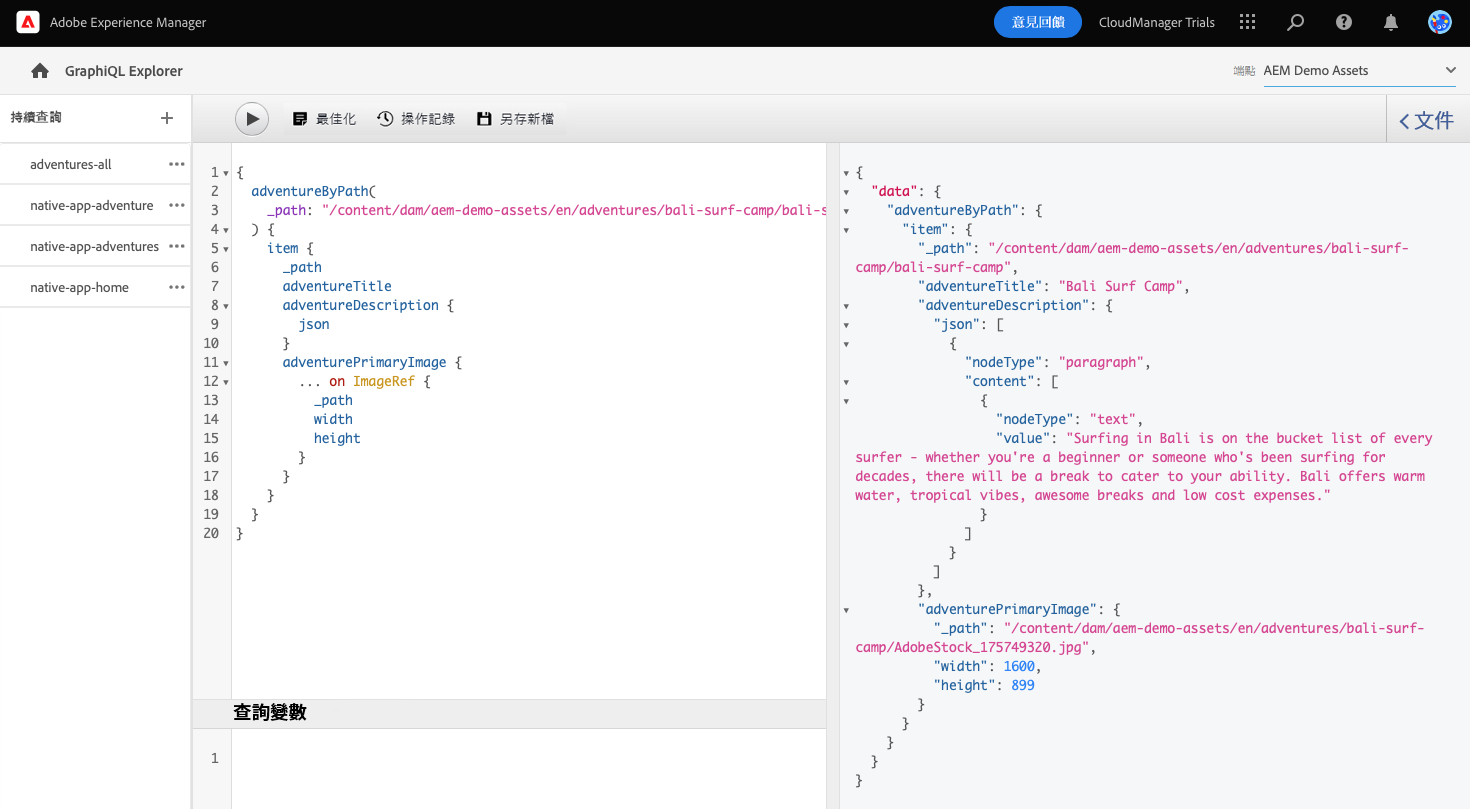 Adobe Experience Manager
意見回饋
CloudManager Trials
GraphiQL Explorer
端點
AEM Demo Assets
持續查詢
+
最佳化
操作記錄
另存新檔
文件
adventures-all
native-app-adventure
native-app-adventures
native-app-home
1 {
2 adventureByPath(
3 _path: "/content/dam/aem-demo-assets/en/adventures/bali-surf-camp/bali-s
4 ) {
5 item {
6 _path
7 adventureTitle
8 adventureDescription {
9 json
10 }
11 adventurePrimaryImage {
12 ... on ImageRef {
13 _path
14 width
15 height
16 }
17 }
18 }
19 }
20 }
查詢變數
1
{
"data": {
"adventureByPath": {
"item": {
"_path": "/content/dam/aem-demo-assets/en/adventures/bali-surf-
camp/bali-surf-camp",
"adventureTitle": "Bali Surf Camp",
"adventureDescription": {
"json": [
{
"nodeType": "paragraph",
"content": [
{
"nodeType": "text",
"value": "Surfing in Bali is on the bucket list of every
surfer - whether you're a beginner or someone who's been surfing for
decades, there will be a break to cater to your ability. Bali offers warm
water, tropical vibes, awesome breaks and low cost expenses."
}
]
}
]
},
"adventurePrimaryImage": {
"_path": "/content/dam/aem-demo-assets/en/adventures/bali-surf-
camp/AdobeStock_175749320.jpg",
"width": 1600,
"height": 899
}
}
}
}
}